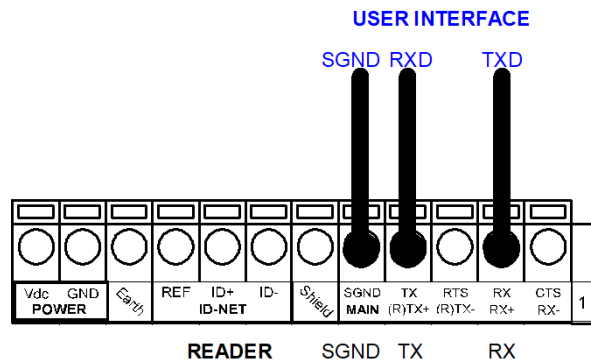 USER INTERFACE
SGND RXD TXD
Vdc GND Earth REF ID+ ID- Shield SGND TX RTS RX CTS
POWER ID-NET MAIN (R)TX+ (R)TX- RX+ RX- 1
READER SGND TX RX